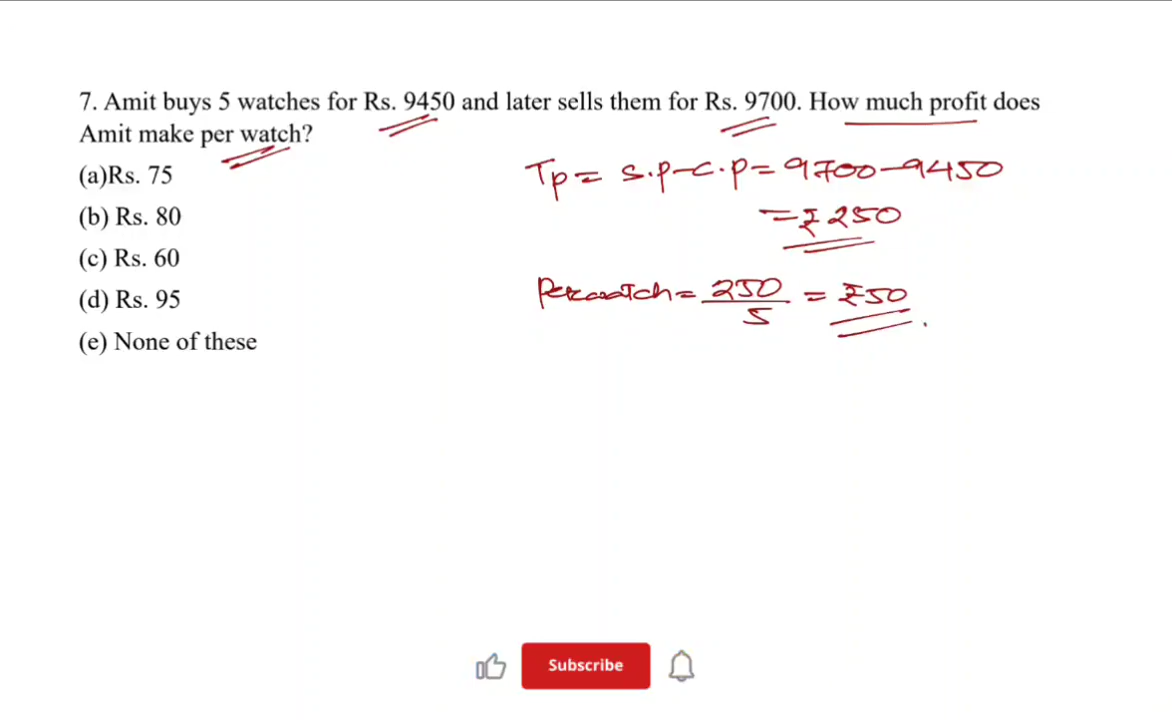 7. Amit buys 5 watches for Rs. 9450 and later sells them for Rs. 9700. How much profit does
Amit make per watch?
(a)Rs. 75
(b) Rs. 80
(c) Rs. 60
(d) Rs. 95
(e) None of these
Tp = S.P-C.P = 9700-9450
= ₹ 250
Per watch = 250/5 = ₹50
Subscribe